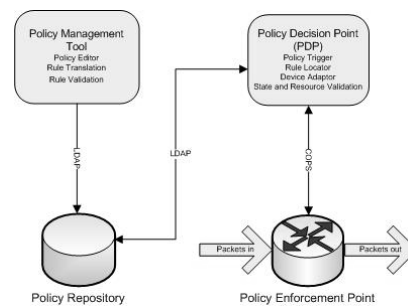 Policy Management
Tool
Policy Editor
Rule Translation
Rule Validation
Policy Decision Point
(PDP)
Policy Trigger
Rule Locator
Device Adaptor
State and Resource Validation
LDAP
LDAP
COPS
Packets in
Packets out
Policy Repository
Policy Enforcement Point